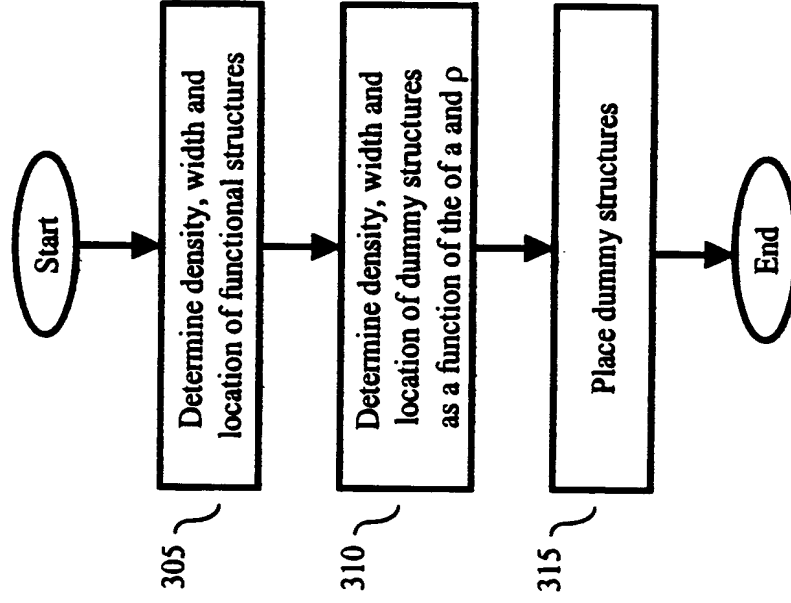 Start
305
Determine density, width and
location of functional structures
310
Determine density, width and
location of dummy structures
as a function of the of a and ρ
315
Place dummy structures
End